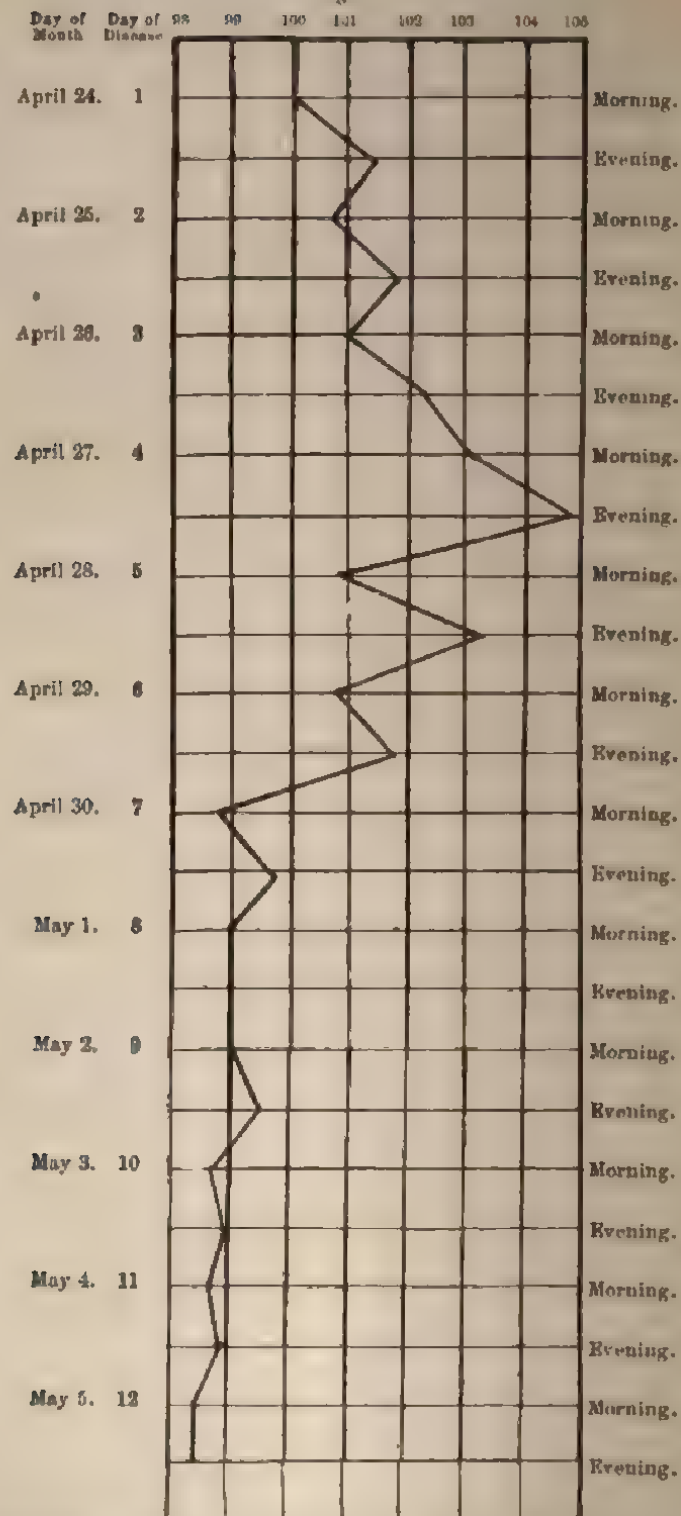 Day of Month Day of Disease 98 99 100 101 102 103 104 105
April 24. 1 Morning.
Evening.
April 25. 2 Morning.
Evening.
April 26. 3 Morning.
Evening.
April 27. 4 Morning.
Evening.
April 28. 5 Morning.
Evening.
April 29. 6 Morning.
Evening.
April 30. 7 Morning.
Evening.
May 1. 8 Morning.
Evening.
May 2. 9 Morning.
Evening.
May 3. 10 Morning.
Evening.
May 4. 11 Morning.
Evening.
May 5. 12 Morning.
Evening.